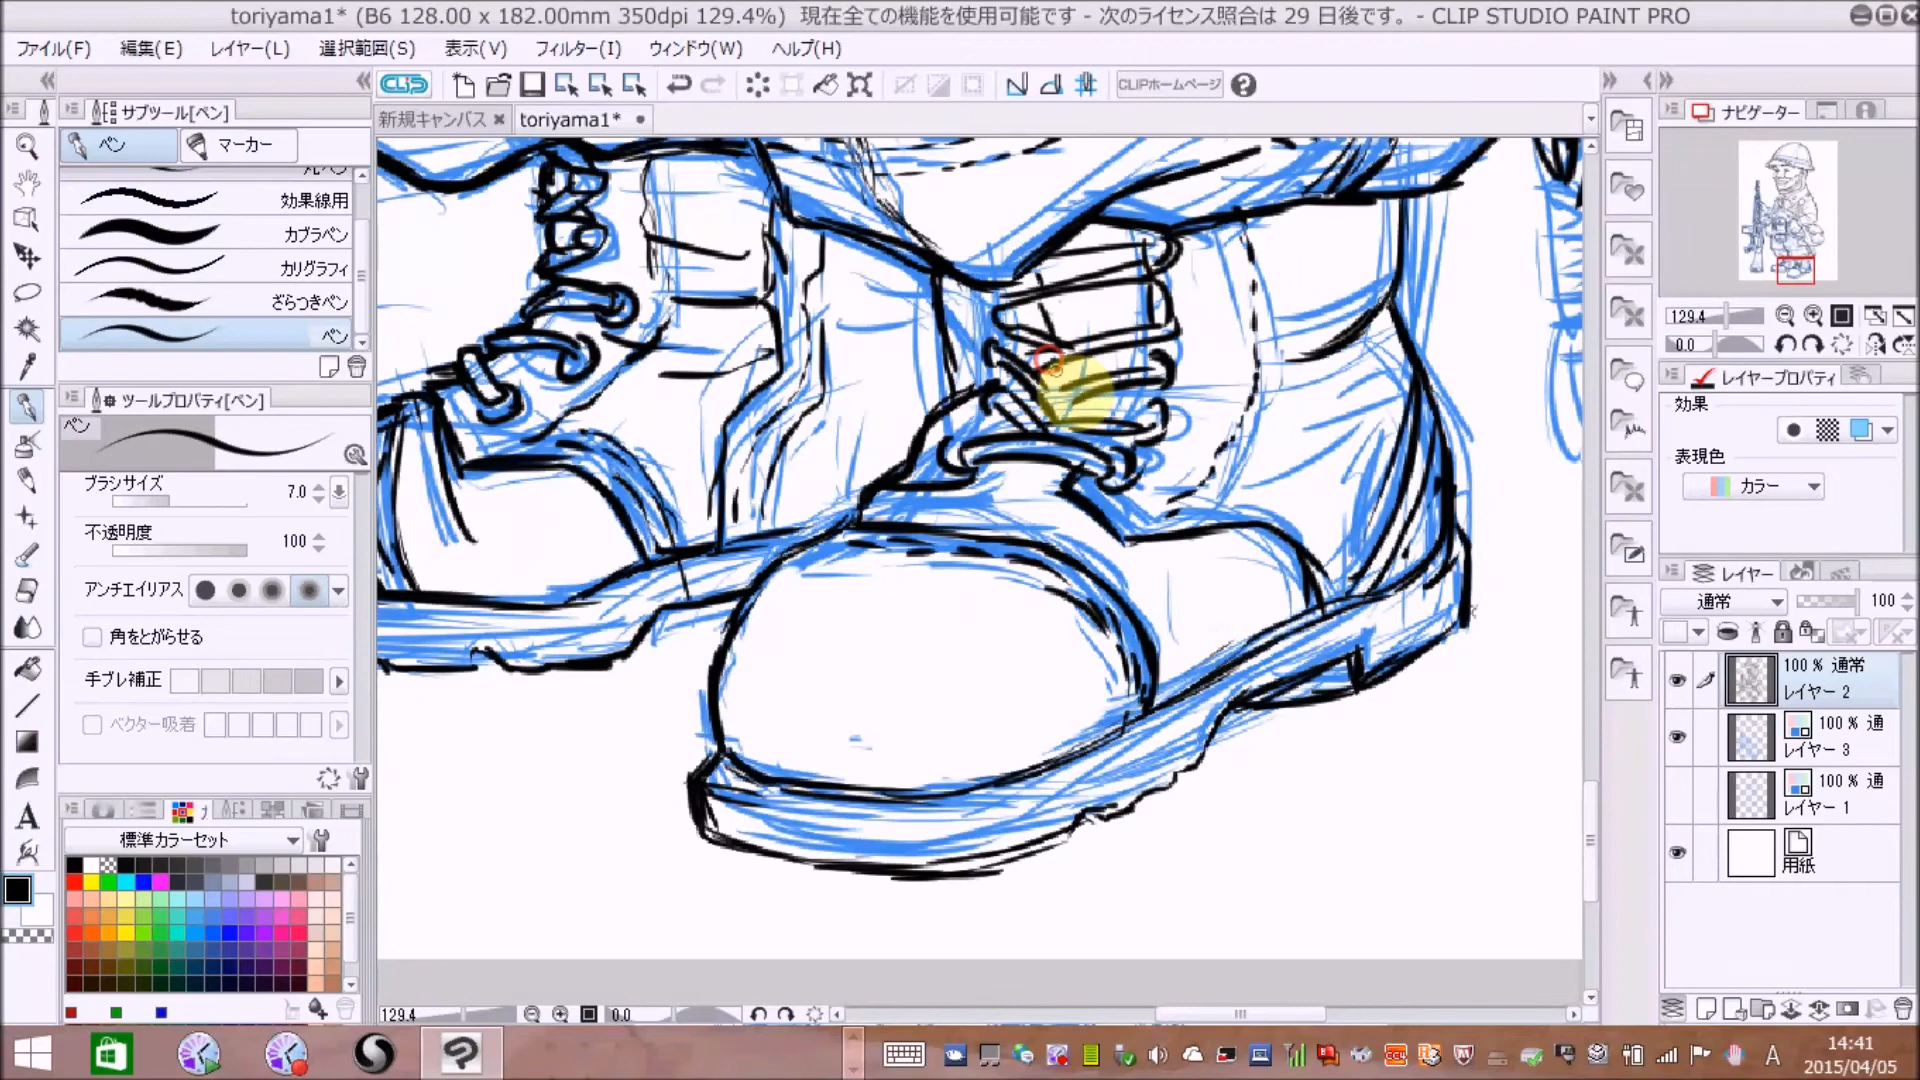 toriyama1* (B6 128.00 x 182.00mm 350dpi 129.4%) 現在全ての機能を使用可能です - 次のライセンス照合は 29 日後です。 - CLIP STUDIO PAINT PRO
ファイル(F) 編集(E) レイヤー(L) 選択範囲(S) 表示(V) フィルター(I) ウィンドウ(W) ヘルプ(H)
CLIP CLIPホームページ
サブツール[ペン]
新規キャンバス toriyama1*
ナビゲーター
ペン マーカー
効果線用
カブラペン
カリグラフィ
ざらつきペン
ペン
129.4
0.0
ツールプロパティ[ペン]
レイヤープロパティ
効果
表現色
カラー
ペン
ブラシサイズ 7.0
不透明度 100
アンチエイリアス
角をとがらせる
手ブレ補正
ベクター吸着
レイヤー
通常 100
100 % 通常
レイヤー 2
100 % 通
レイヤー 3
100 % 通
レイヤー 1
用紙
標準カラーセット
129.4 0.0
A
14:41
2015/04/05